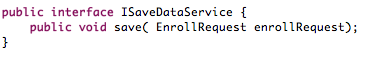 public interface ISaveDataService {
    public void save( EnrollRequest enrollRequest);
}